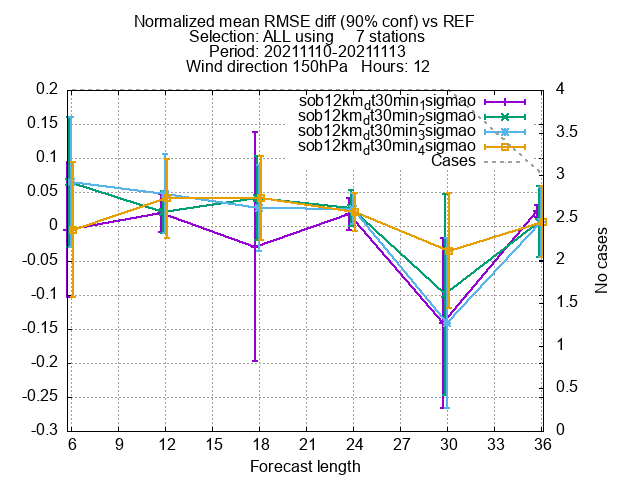 Normalized mean RMSE diff (90% conf) vs REF
Selection: ALL using 7 stations
Period: 20211110-20211113
Wind direction 150hPa Hours: 12
sob12km_dt30min_1sigmao
sob12km_dt30min_2sigmao
sob12km_dt30min_3sigmao
sob12km_dt30min_4sigmao
Cases
0.2
0.15
0.1
0.05
0
-0.05
-0.1
-0.15
-0.2
-0.25
-0.3
4
3.5
3
2.5
2
1.5
1
0.5
0
No cases
6 9 12 15 18 21 24 27 30 33 36
Forecast length